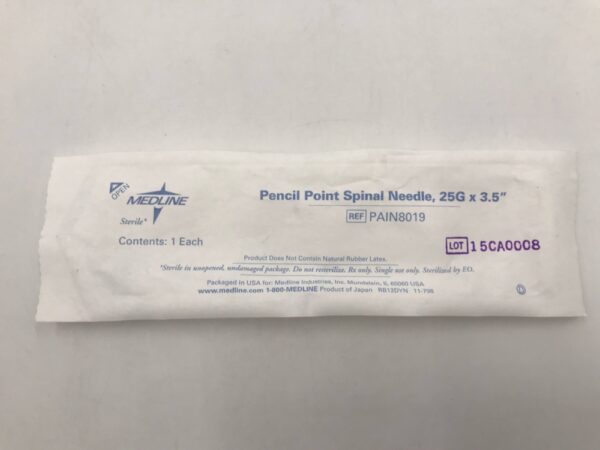 OPEN
MEDLINE
Sterile*
Contents: 1 Each
Pencil Point Spinal Needle, 25G x 3.5"
REF PAIN8019
LOT 15CA0008
Product Does Not Contain Natural Rubber Latex.
*Sterile in unopened, undamaged package. Do not resterilize. Rx only. Single use only. Sterilized by EO.
Packaged in USA for: Medline Industries, Inc. Mundelein, IL 60060 USA
www.medline.com 1-800-MEDLINE Product of Japan RB12DYN 11-796